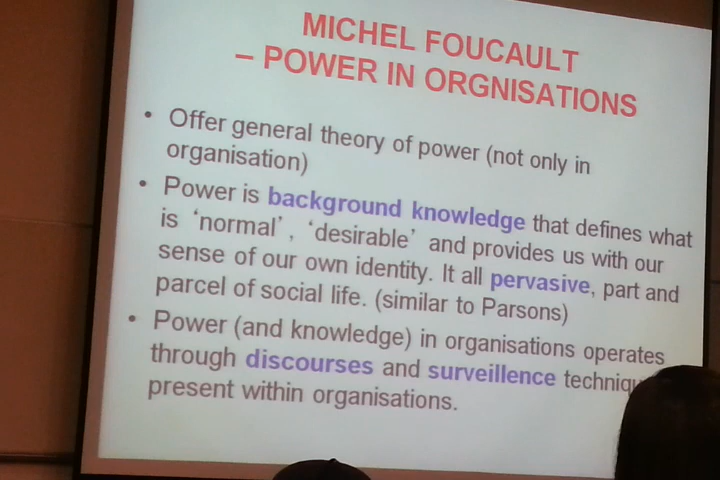 MICHEL FOUCAULT
– POWER IN ORGNISATIONS
• Offer general theory of power (not only in
organisation)
• Power is background knowledge that defines what
is 'normal', 'desirable' and provides us with our
sense of our own identity. It all pervasive, part and
parcel of social life. (similar to Parsons)
• Power (and knowledge) in organisations operates
through discourses and surveillence
present within organisations.